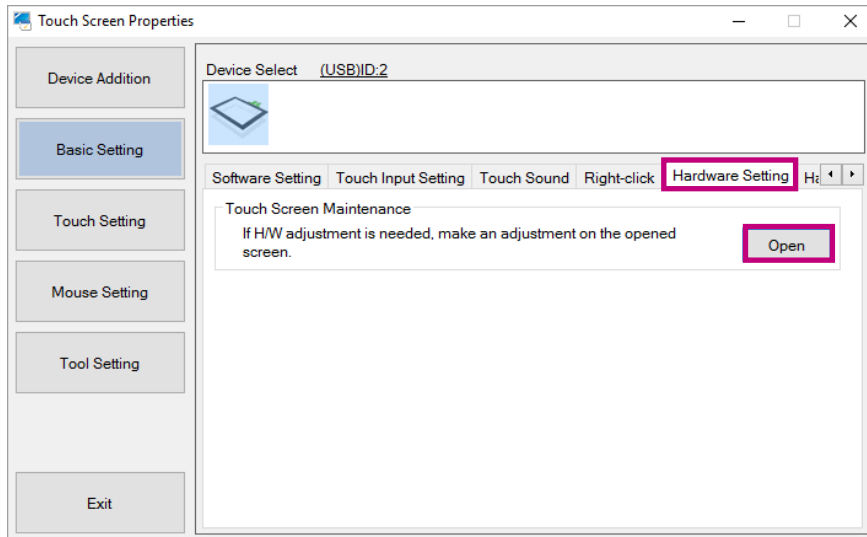 Touch Screen Properties
Device Addition
Basic Setting
Touch Setting
Mouse Setting
Tool Setting
Exit
Device Select (USB)ID:2
Software Setting Touch Input Setting Touch Sound Right-click Hardware Setting
Touch Screen Maintenance
If H/W adjustment is needed, make an adjustment on the opened
screen.
Open